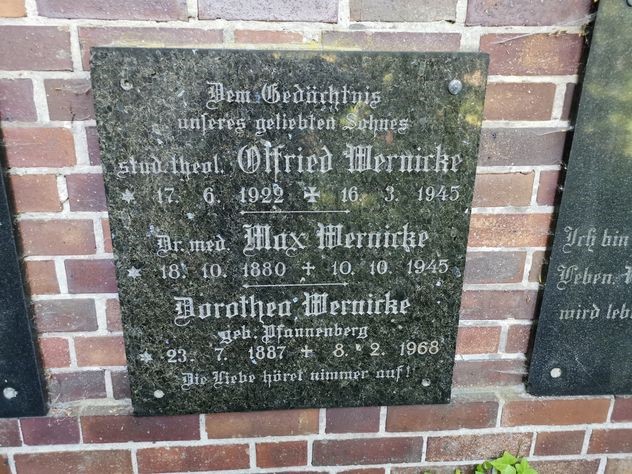 Dem Gedächtnis
unseres geliebten Sohnes
stud. theol. Olfried Wernicke
* 17. 6. 1922 ✠ 16. 3. 1945
Dr. med. Max Wernicke
* 18. 10. 1880 + 10. 10. 1945
Dorothea Wernicke
geb. Pfannenberg
* 23. 7. 1887 + 8. 2. 1968
Die Liebe höret nimmer auf!
Ich bin
Leben.
wird leb